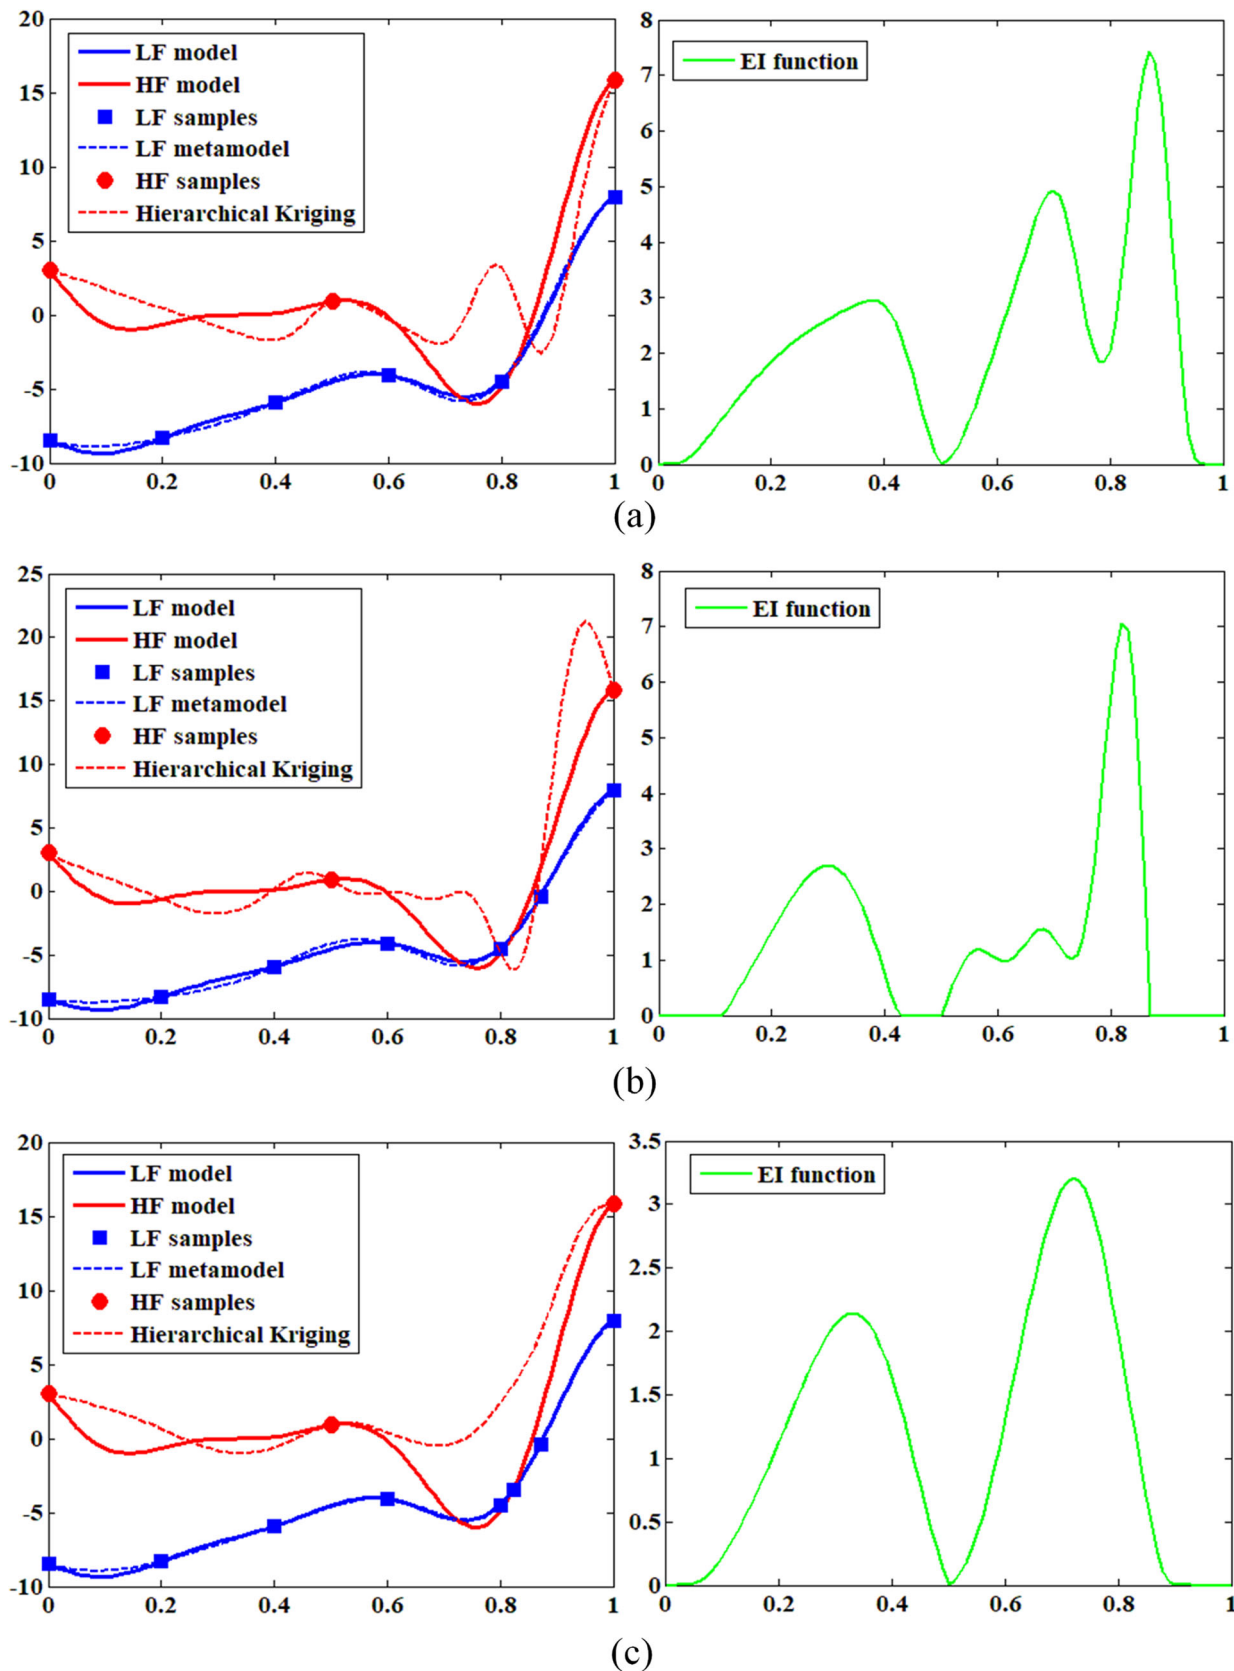 20
15
10
5
0
-5
-10
LF model
HF model
LF samples
LF metamodel
HF samples
Hierarchical Kriging
0 0.2 0.4 0.6 0.8 1
8
7
6
5
4
3
2
1
0
EI function
0 0.2 0.4 0.6 0.8 1
(a)
25
20
15
10
5
0
-5
-10
LF model
HF model
LF samples
LF metamodel
HF samples
Hierarchical Kriging
0 0.2 0.4 0.6 0.8 1
8
7
6
5
4
3
2
1
0
EI function
0 0.2 0.4 0.6 0.8 1
(b)
20
15
10
5
0
-5
-10
LF model
HF model
LF samples
LF metamodel
HF samples
Hierarchical Kriging
0 0.2 0.4 0.6 0.8 1
3.5
3
2.5
2
1.5
1
0.5
0
EI function
0 0.2 0.4 0.6 0.8 1
(c)